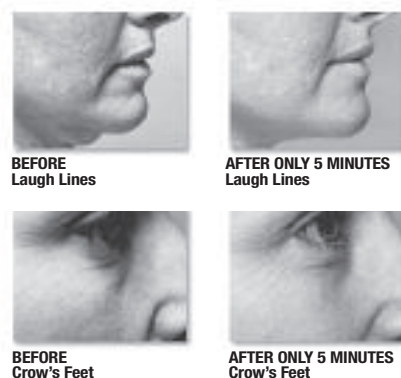 BEFORE
Laugh Lines
AFTER ONLY 5 MINUTES
Laugh Lines
BEFORE
Crow's Feet
AFTER ONLY 5 MINUTES
Crow's Feet